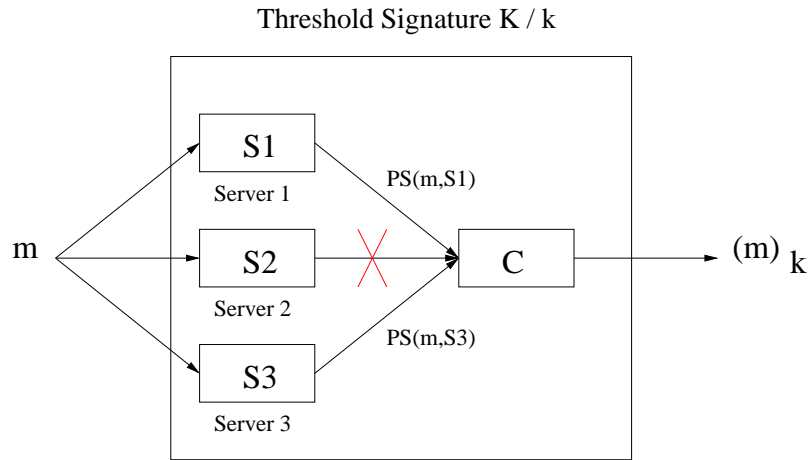 Threshold Signature K / k
S1
Server 1
PS(m,S1)
m
S2
Server 2
C
(m) k
PS(m,S3)
S3
Server 3